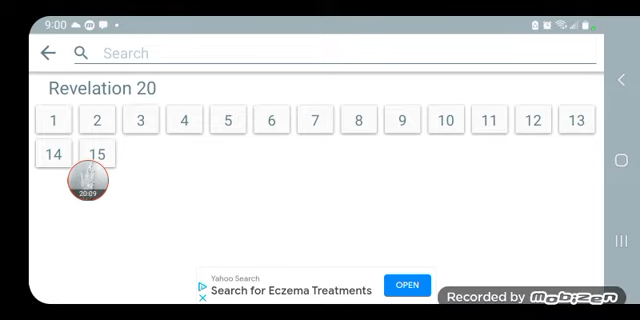 9:00
Search
Revelation 20
1 2 3 4 5 6 7 8 9 10 11 12 13
14 15
20:09
Yahoo Search
Search for Eczema Treatments
OPEN
Recorded by Mobizen